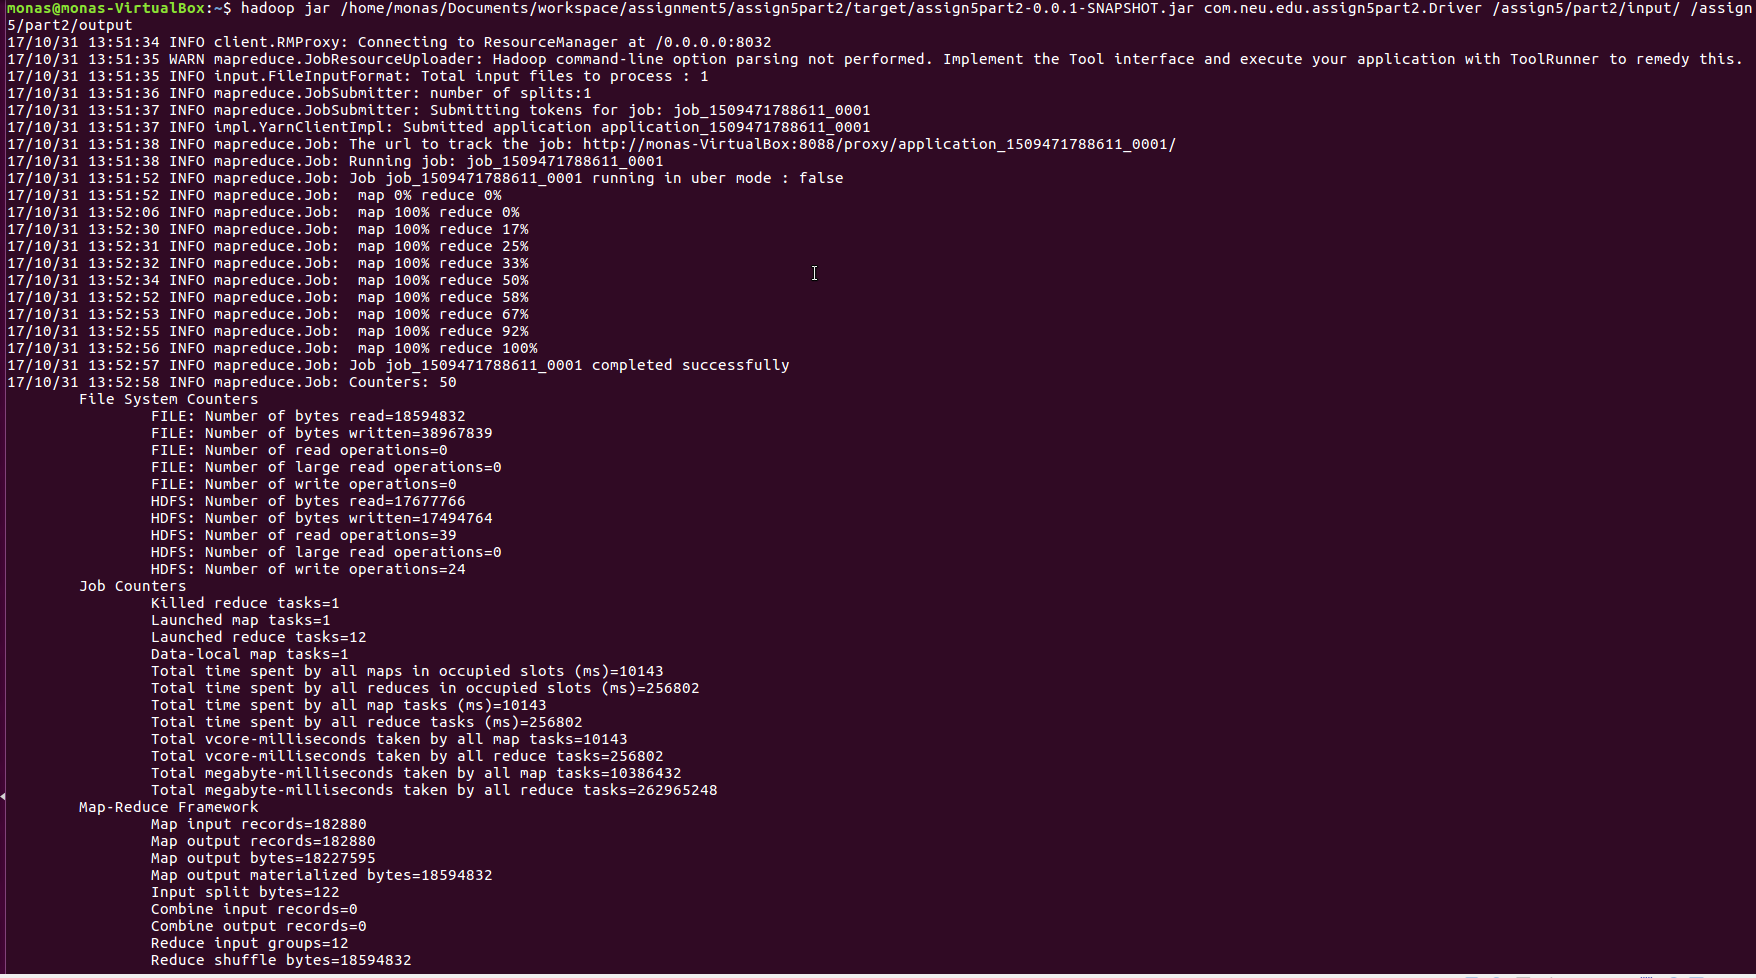 monas@monas-VirtualBox:~$ hadoop jar /home/monas/Documents/workspace/assignment5/assign5part2/target/assign5part2-0.0.1-SNAPSHOT.jar com.neu.edu.assign5part2.Driver /assign5/part2/input/ /assign
5/part2/output
17/10/31 13:51:34 INFO client.RMProxy: Connecting to ResourceManager at /0.0.0.0:8032
17/10/31 13:51:35 WARN mapreduce.JobResourceUploader: Hadoop command-line option parsing not performed. Implement the Tool interface and execute your application with ToolRunner to remedy this.
17/10/31 13:51:35 INFO input.FileInputFormat: Total input files to process : 1
17/10/31 13:51:36 INFO mapreduce.JobSubmitter: number of splits:1
17/10/31 13:51:37 INFO mapreduce.JobSubmitter: Submitting tokens for job: job_1509471788611_0001
17/10/31 13:51:37 INFO impl.YarnClientImpl: Submitted application application_1509471788611_0001
17/10/31 13:51:38 INFO mapreduce.Job: The url to track the job: http://monas-VirtualBox:8088/proxy/application_1509471788611_0001/
17/10/31 13:51:38 INFO mapreduce.Job: Running job: job_1509471788611_0001
17/10/31 13:51:52 INFO mapreduce.Job: Job job_1509471788611_0001 running in uber mode : false
17/10/31 13:51:52 INFO mapreduce.Job:  map 0% reduce 0%
17/10/31 13:52:06 INFO mapreduce.Job:  map 100% reduce 0%
17/10/31 13:52:30 INFO mapreduce.Job:  map 100% reduce 17%
17/10/31 13:52:31 INFO mapreduce.Job:  map 100% reduce 25%
17/10/31 13:52:32 INFO mapreduce.Job:  map 100% reduce 33%
17/10/31 13:52:34 INFO mapreduce.Job:  map 100% reduce 50%
17/10/31 13:52:52 INFO mapreduce.Job:  map 100% reduce 58%
17/10/31 13:52:53 INFO mapreduce.Job:  map 100% reduce 67%
17/10/31 13:52:55 INFO mapreduce.Job:  map 100% reduce 92%
17/10/31 13:52:56 INFO mapreduce.Job:  map 100% reduce 100%
17/10/31 13:52:57 INFO mapreduce.Job: Job job_1509471788611_0001 completed successfully
17/10/31 13:52:58 INFO mapreduce.Job: Counters: 50
File System Counters
FILE: Number of bytes read=18594832
FILE: Number of bytes written=38967839
FILE: Number of read operations=0
FILE: Number of large read operations=0
FILE: Number of write operations=0
HDFS: Number of bytes read=17677766
HDFS: Number of bytes written=17494764
HDFS: Number of read operations=39
HDFS: Number of large read operations=0
HDFS: Number of write operations=24
Job Counters
Killed reduce tasks=1
Launched map tasks=1
Launched reduce tasks=12
Data-local map tasks=1
Total time spent by all maps in occupied slots (ms)=10143
Total time spent by all reduces in occupied slots (ms)=256802
Total time spent by all map tasks (ms)=10143
Total time spent by all reduce tasks (ms)=256802
Total vcore-milliseconds taken by all map tasks=10143
Total vcore-milliseconds taken by all reduce tasks=256802
Total megabyte-milliseconds taken by all map tasks=10386432
Total megabyte-milliseconds taken by all reduce tasks=262965248
Map-Reduce Framework
Map input records=182880
Map output records=182880
Map output bytes=18227595
Map output materialized bytes=18594832
Input split bytes=122
Combine input records=0
Combine output records=0
Reduce input groups=12
Reduce shuffle bytes=18594832